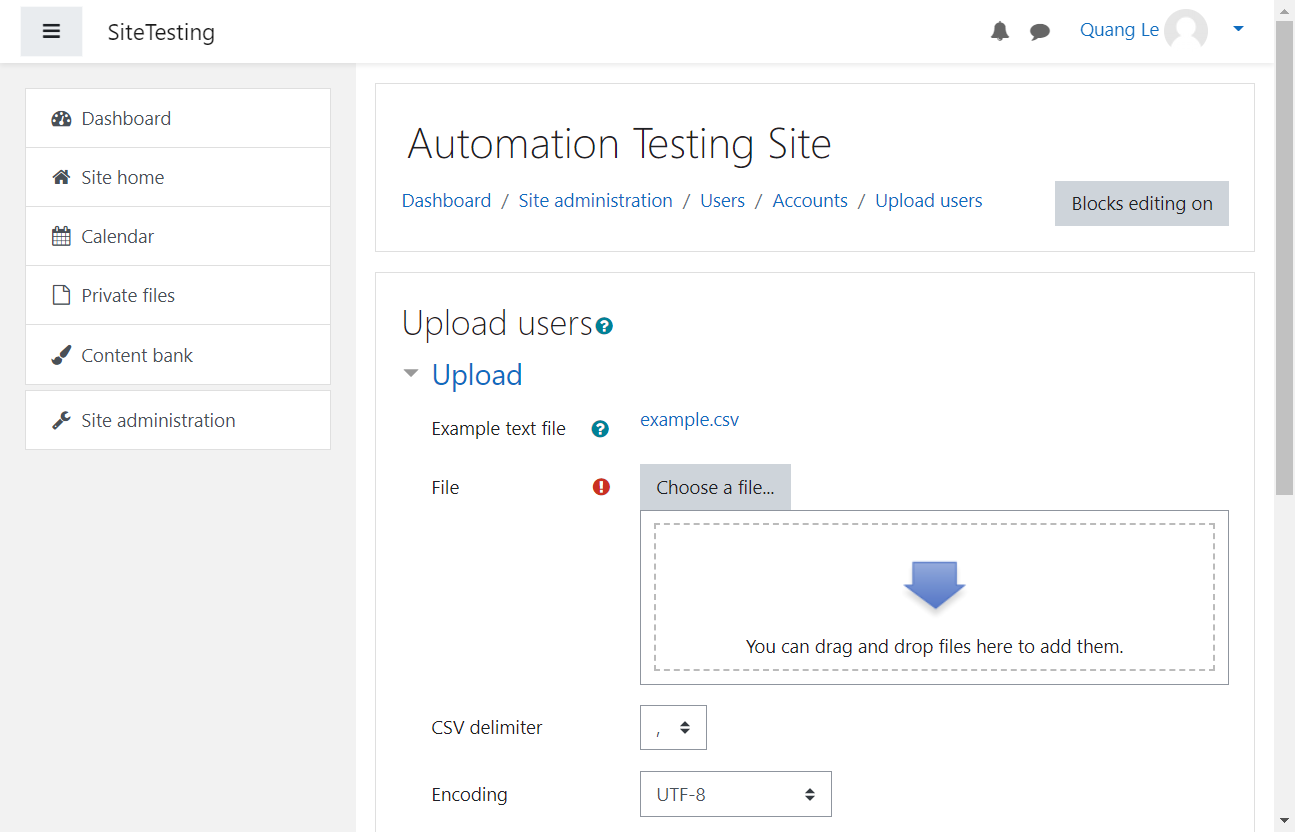 SiteTesting
Quang Le
Dashboard
Site home
Calendar
Private files
Content bank
Site administration
Automation Testing Site
Dashboard / Site administration / Users / Accounts / Upload users
Blocks editing on
Upload users
Upload
Example text file
example.csv
File
Choose a file...
You can drag and drop files here to add them.
CSV delimiter
,
Encoding
UTF-8